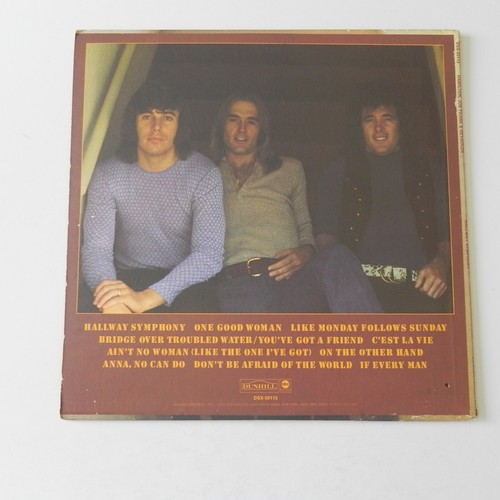 HALLWAY SYMPHONY ONE GOOD WOMAN LIKE MONDAY FOLLOWS SUNDAY
BRIDGE OVER TROUBLED WATER/YOU'VE GOT A FRIEND C'EST LA VIE
AIN'T NO WOMAN (LIKE THE ONE I'VE GOT) ON THE OTHER HAND
ANNA, NO CAN DO DON'T BE AFRAID OF THE WORLD IF EVERY MAN
DUNHILL abc